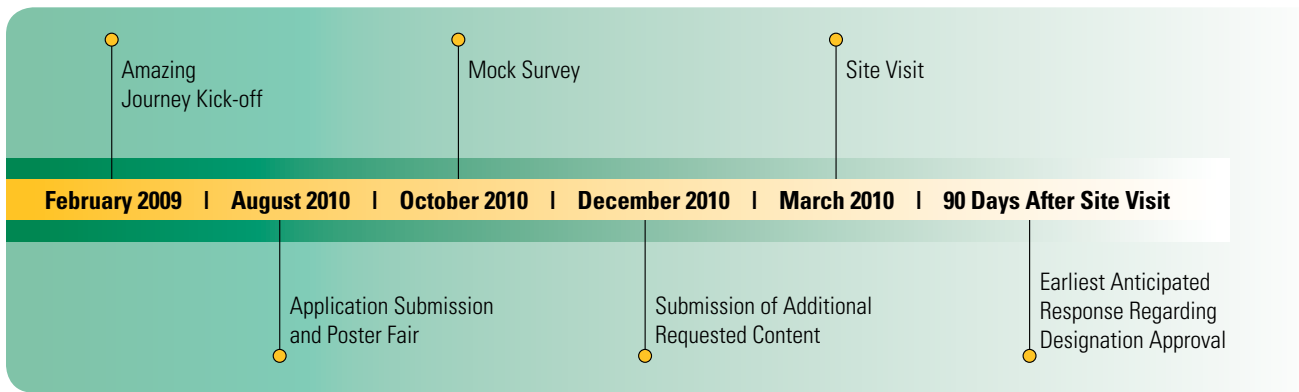 Amazing
Journey Kick-off
Mock Survey
Site Visit
February 2009 | August 2010 | October 2010 | December 2010 | March 2010 | 90 Days After Site Visit
Application Submission
and Poster Fair
Submission of Additional
Requested Content
Earliest Anticipated
Response Regarding
Designation Approval